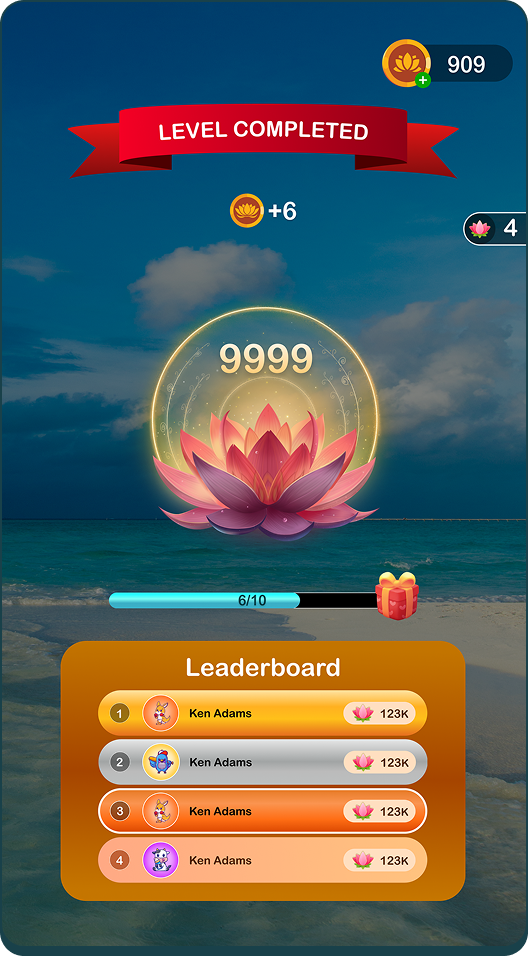 909
LEVEL COMPLETED
+6
4
9999
6/10
Leaderboard
1 Ken Adams 123K
2 Ken Adams 123K
3 Ken Adams 123K
4 Ken Adams 123K